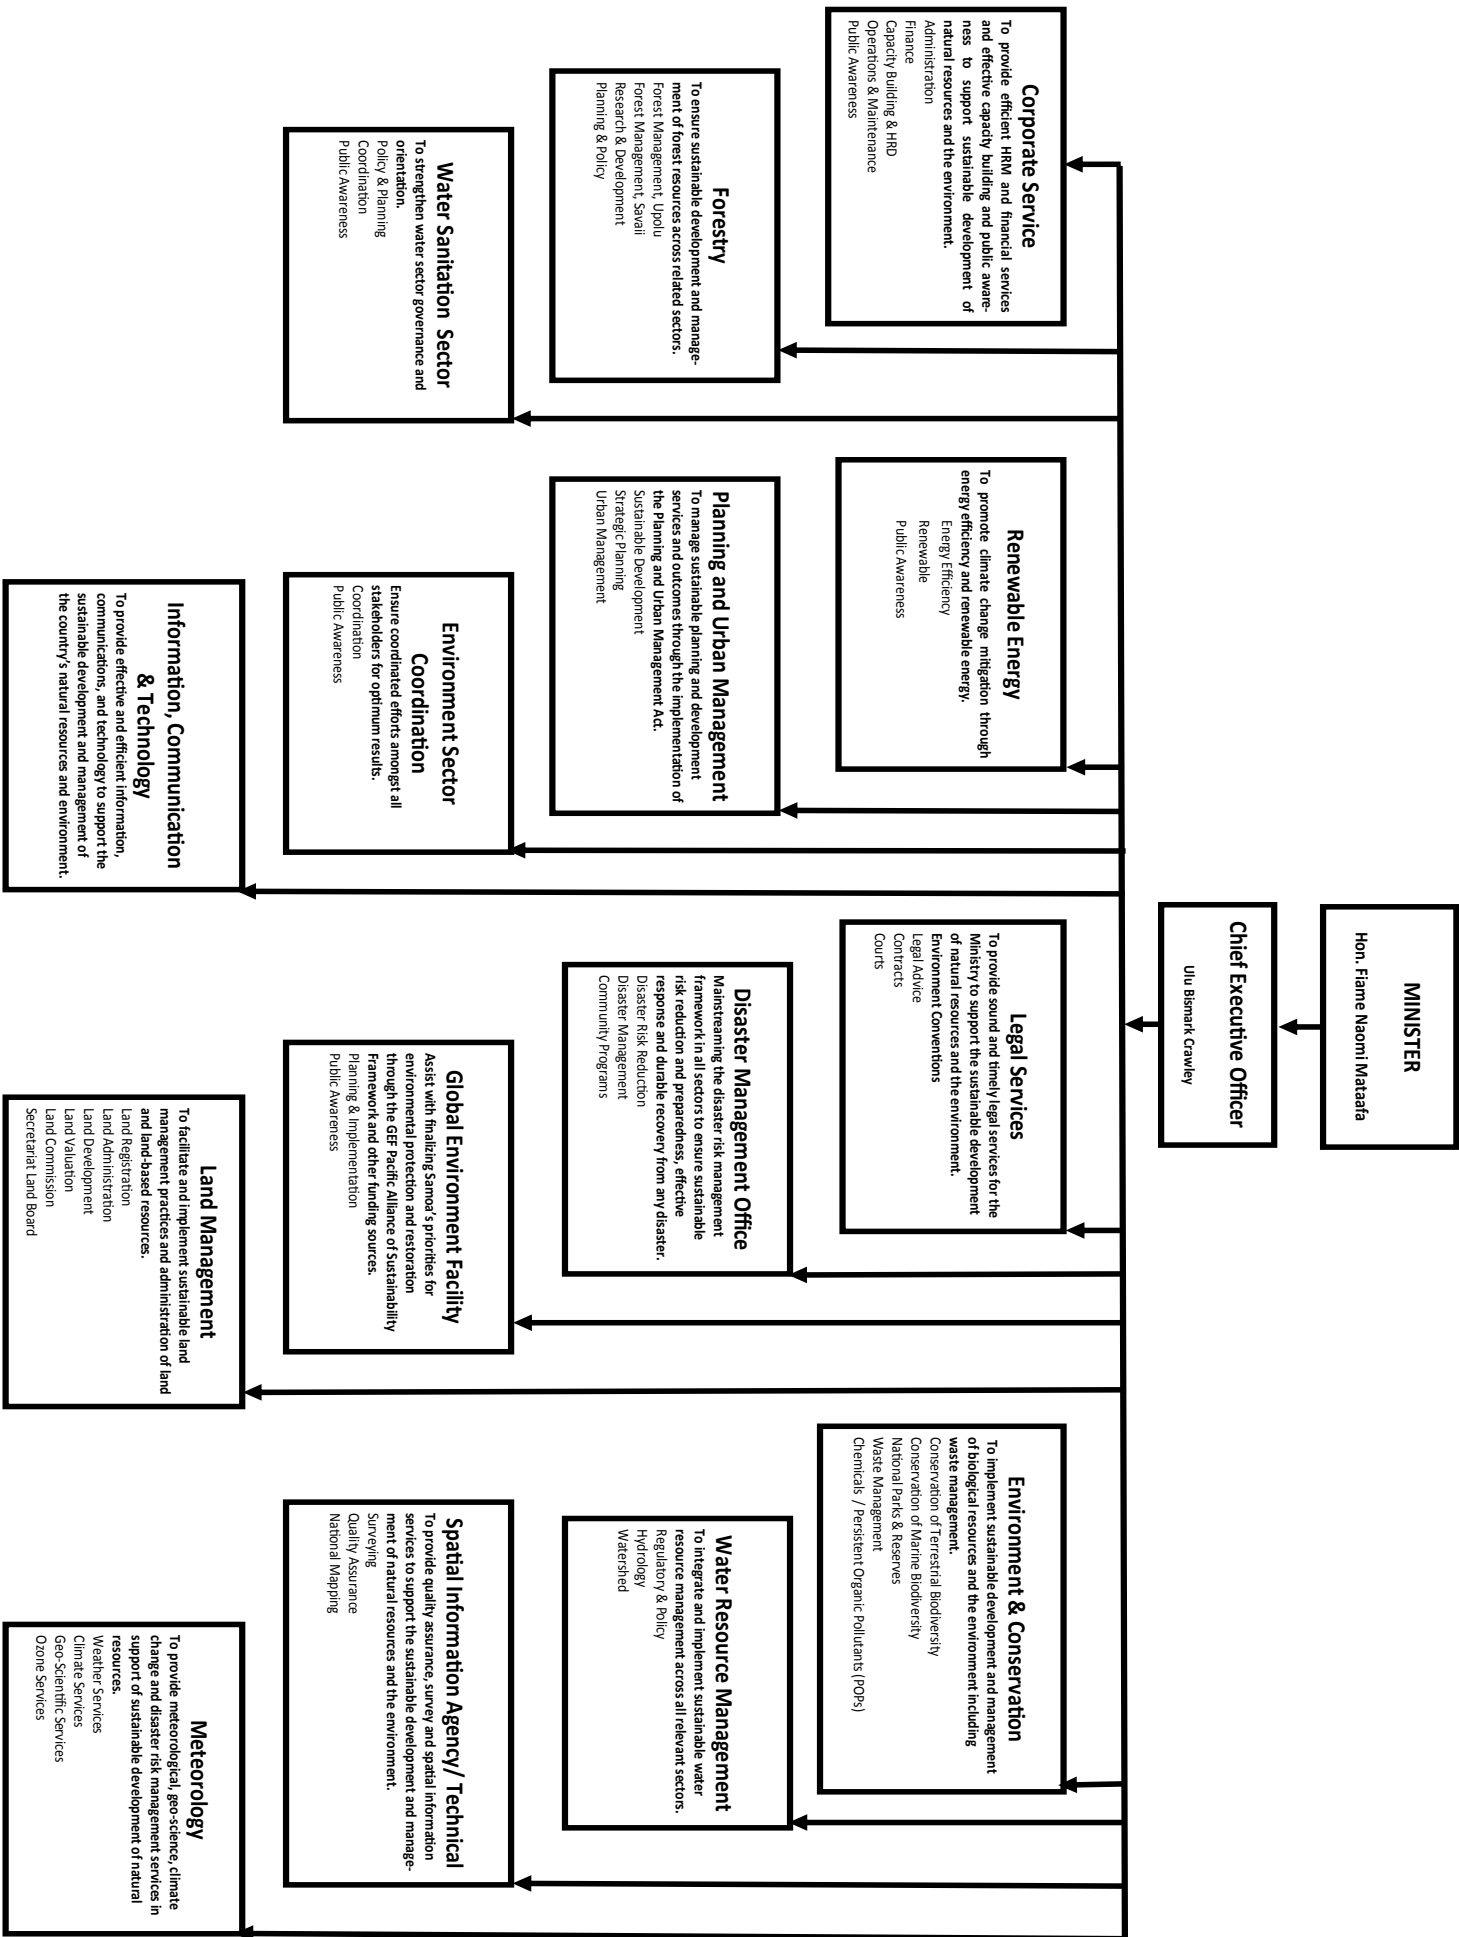 MINISTER
Hon. Fiame Naomi Mataafa
Chief Executive Officer
Ulu Bismark Crawley
Corporate Service
To provide efficient HRM and financial services
and effective capacity building and public aware-
ness to support sustainable development of
natural resources and the environment.
Administration
Finance
Capacity Building & HRD
Operations & Maintenance
Public Awareness
Renewable Energy
To promote climate change mitigation through
energy efficiency and renewable energy.
Energy Efficiency
Renewable
Public Awareness
Legal Services
To provide sound and timely legal services for the
Ministry to support the sustainable development
of natural resources and the environment.
Environment Conventions
Legal Advice
Contracts
Courts
Environment & Conservation
To implement sustainable development and management
of biological resources and the environment including
waste management.
Conservation of Terrestrial Biodiversity
Conservation of Marine Biodiversity
National Parks & Reserves
Waste Management
Chemicals / Persistent Organic Pollutants (POPs)
Forestry
To ensure sustainable development and manage-
ment of forest resources across related sectors.
Forest Management, Upolu
Forest Management, Savaii
Research & Development
Planning & Policy
Planning and Urban Management
To manage sustainable planning and development
services and outcomes through the implementation of
the Planning and Urban Management Act.
Sustainable Development
Strategic Planning
Urban Management
Disaster Management Office
Mainstreaming the disaster risk management
framework in all sectors to ensure sustainable
risk reduction and preparedness, effective
response and durable recovery from any disaster.
Disaster Risk Reduction
Disaster Management
Community Programs
Water Resource Management
To integrate and implement sustainable water
resource management across all relevant sectors.
Regulatory & Policy
Hydrology
Watershed
Water Sanitation Sector
To strengthen water sector governance and
orientation.
Policy & Planning
Coordination
Public Awareness
Environment Sector
Coordination
Ensure coordinated efforts amongst all
stakeholders for optimum results.
Coordination
Public Awareness
Global Environment Facility
Assist with finalizing Samoa's priorities for
environmental protection and restoration
through the GEF Pacific Alliance of Sustainability
Framework and other funding sources.
Planning & Implementation
Public Awareness
Spatial Information Agency/ Technical
To provide quality assurance, survey and spatial information
services to support the sustainable development and manage-
ment of natural resources and the environment.
Surveying
Quality Assurance
National Mapping
Information, Communication
& Technology
To provide effective and efficient information,
communications, and technology to support the
sustainable development and management of
the country's natural resources and environment.
Land Management
To facilitate and implement sustainable land
management practices and administration of land
and land-based resources.
Land Registration
Land Administration
Land Development
Land Valuation
Land Commission
Secretariat Land Board
Meteorology
To provide meteorological, geo-science, climate
change and disaster risk management services in
support of sustainable development of natural
resources.
Weather Services
Climate Services
Geo-Scientific Services
Ozone Services